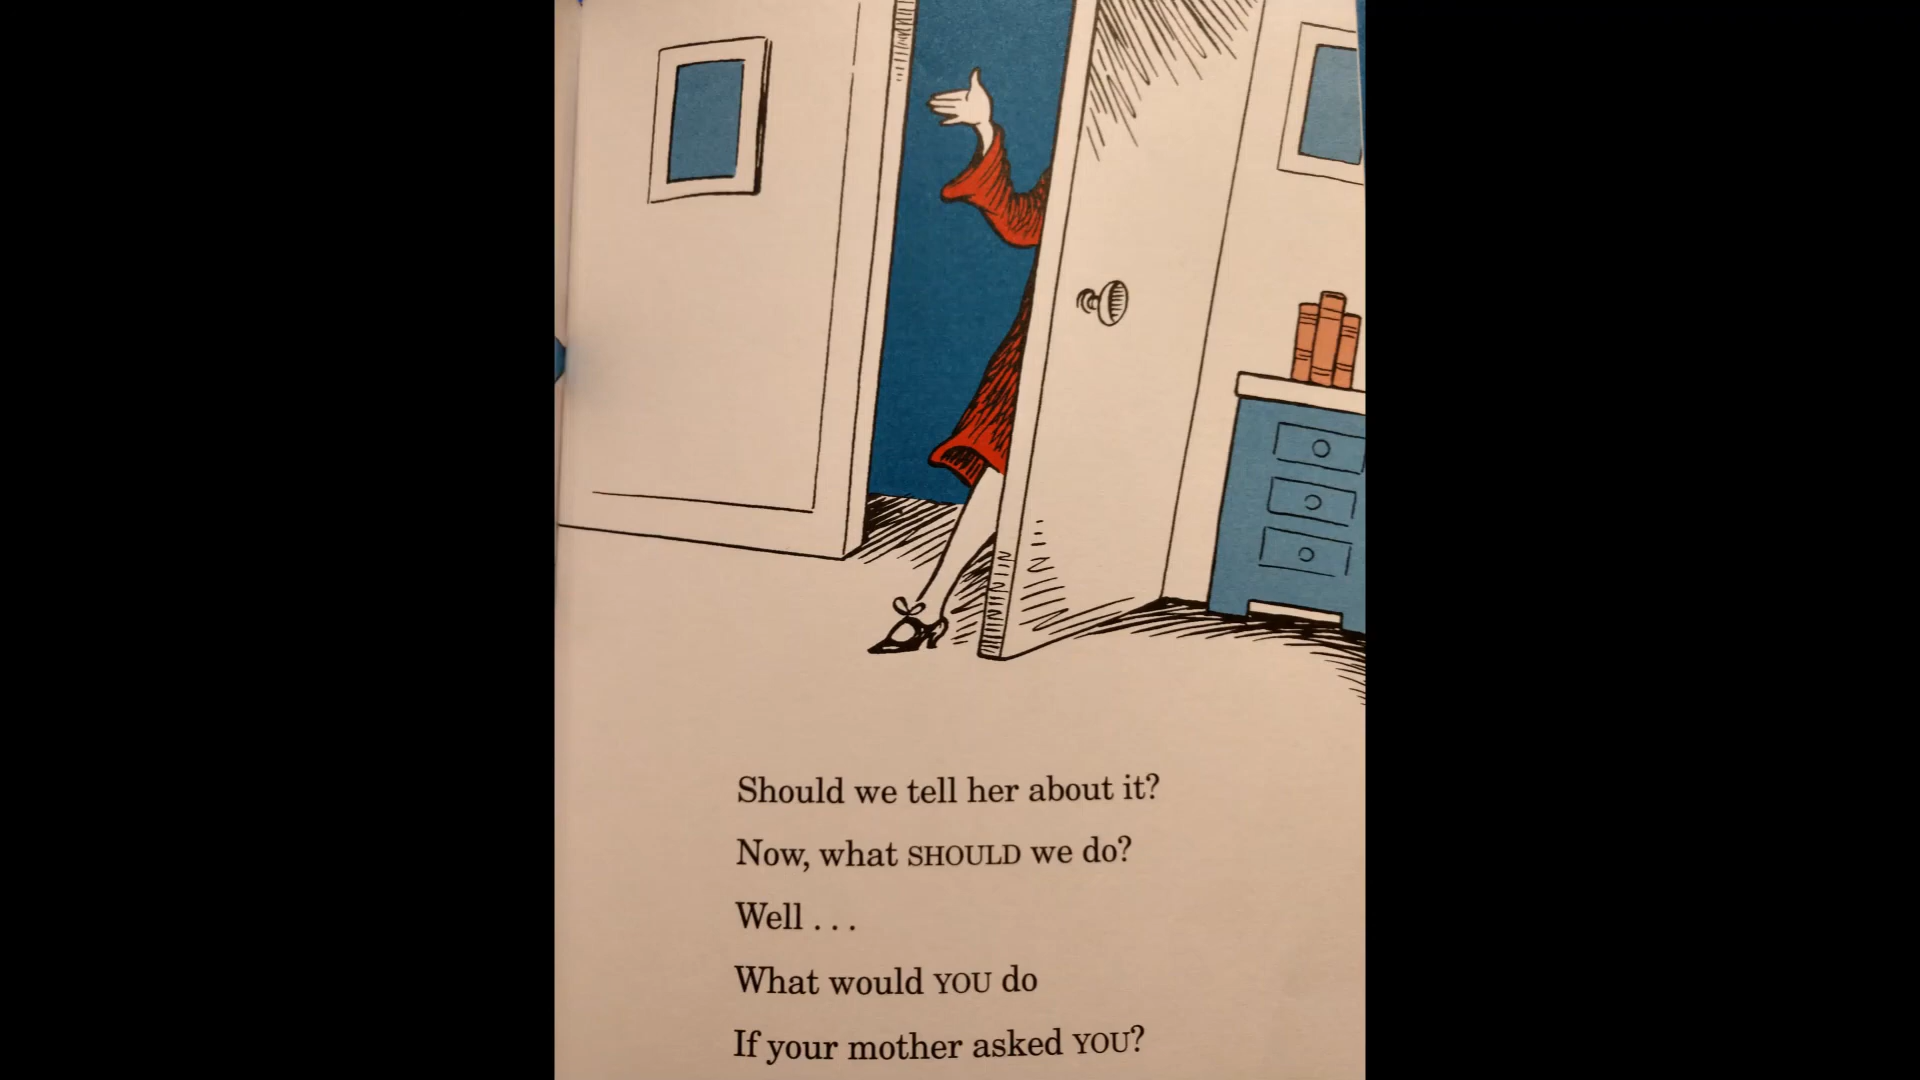 Should we tell her about it?
Now, what SHOULD we do?
Well . . .
What would YOU do
If your mother asked YOU?